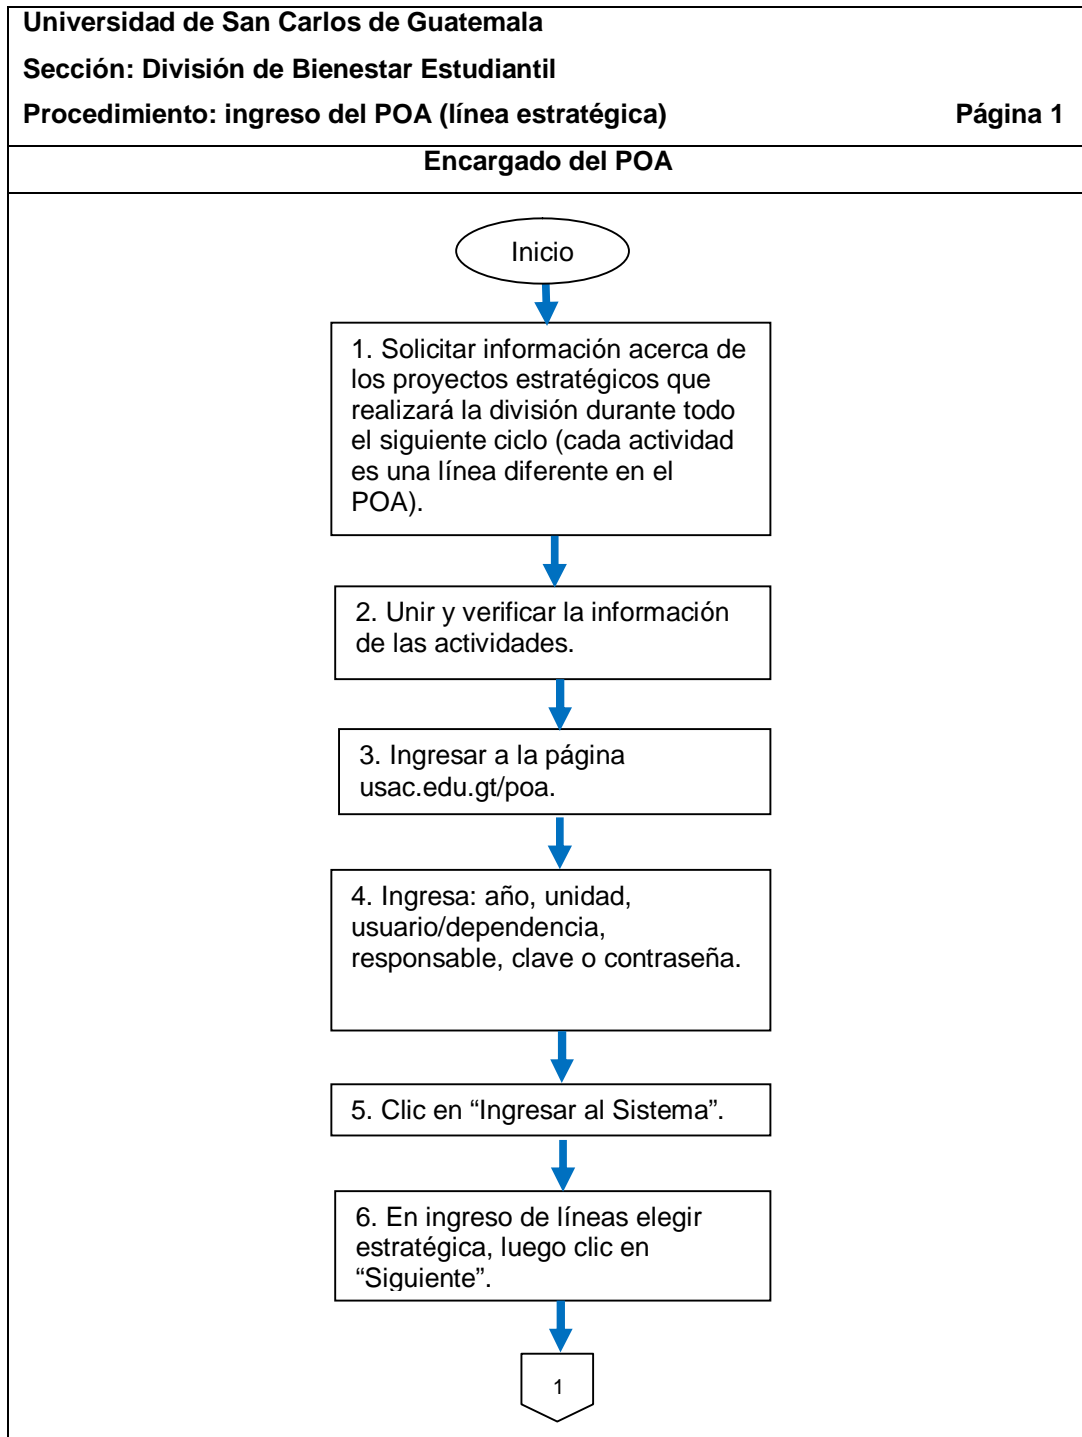 Universidad de San Carlos de Guatemala
Sección: División de Bienestar Estudiantil
Procedimiento: ingreso del POA (línea estratégica) Página 1
Encargado del POA
Inicio
1. Solicitar información acerca de
los proyectos estratégicos que
realizará la división durante todo
el siguiente ciclo (cada actividad
es una línea diferente en el
POA).
2. Unir y verificar la información
de las actividades.
3. Ingresar a la página
usac.edu.gt/poa.
4. Ingresa: año, unidad,
usuario/dependencia,
responsable, clave o contraseña.
5. Clic en “Ingresar al Sistema”.
6. En ingreso de líneas elegir
estratégica, luego clic en
“Siguiente”.
1